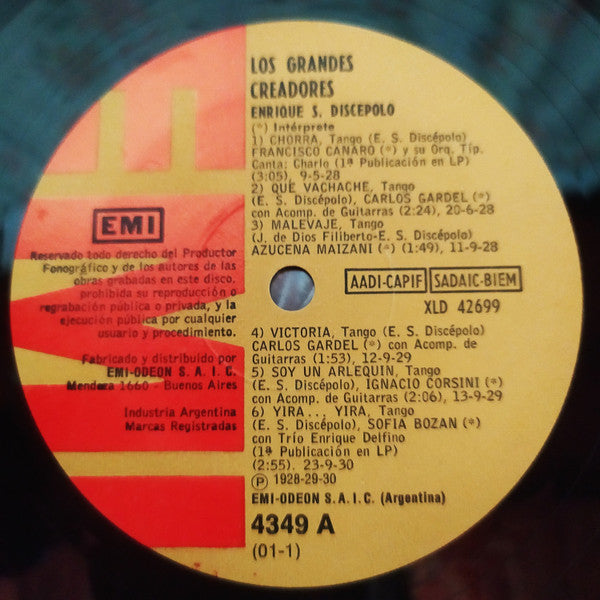 LOS GRANDES
CREADORES
ENRIQUE S. DISCEPOLO
(*) Intérprete
1) CHORRA, Tango (E. S. Discépolo)
FRANCISCO CANARO (*) y su Orq. Típ.
Canta: Charlo (1ª Publicación en LP)
(3:05), 9-5-28
2) QUE VACHACHE, Tango
(E. S. Discépolo), CARLOS GARDEL (*)
con Acomp. de Guitarras (2:24), 20-6-28
3) MALEVAJE, Tango
(J. de Dios Filiberto-E. S. Discépolo)
AZUCENA MAIZANI (*) (1:49), 11-9-28
EMI
Reservado todo derecho del Productor
Fonográfico y de los autores de las
obras grabadas en este disco,
prohibida su reproducción o
regrabación pública o privada, y la
ejecución pública por cualquier
usuario y procedimiento.
Fabricado y distribuido por
EMI-ODEON S. A. I. C.
Mendoza 1660 - Buenos Aires
Industria Argentina
Marcas Registradas
AADI-CAPIF SADAIC-BIEM
XLD 42699
4) VICTORIA, Tango (E. S. Discépolo)
CARLOS GARDEL (*) con Acomp. de
Guitarras (1:53), 12-9-29
5) SOY UN ARLEQUIN, Tango
(E. S. Discépolo), IGNACIO CORSINI (*)
con Acomp. de Guitarras (2:06), 13-9-29
6) YIRA.., YIRA, Tango
(E. S. Discépolo), SOFIA BOZAN (*)
con Trío Enrique Delfino
(1ª Publicación en LP)
(2:55). 23-9-30
Ⓟ 1928-29-30
EMI-ODEON S. A. I. C. (Argentina)
4349 A
(01-1)